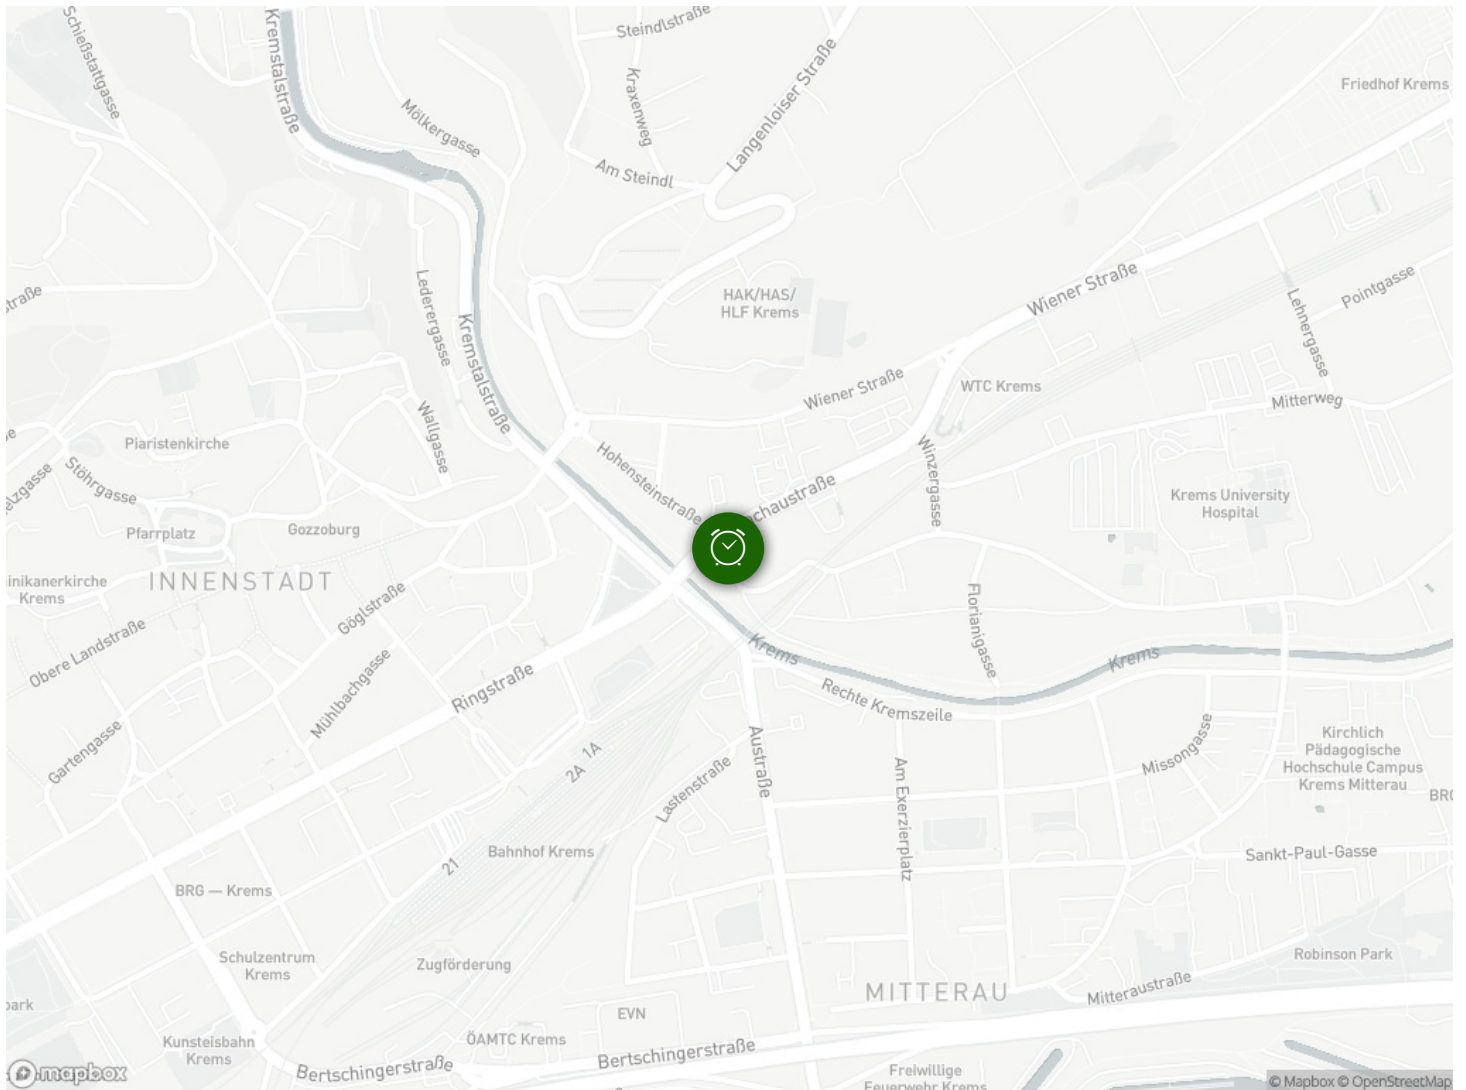 Schießstattgasse
Kremstalstraße
Steindlstraße
Kraxenweg
Mölkergasse
Langenloiser Straße
Am Steindl
Friedhof Krems
Wiener Straße
Pointgasse
Lehnergasse
HAK/HAS/
HLF Krems
Lederergasse
Kremstalstraße
Wiener Straße
WTC Krems
Mitterweg
Wallgasse
Piaristenkirche
Stöhrgasse
Hohensteinstraße
Winzergasse
Krems University
Hospital
Pfarrplatz
Gozzoburg
INNENSTADT
Krems
Göglstraße
Florianigasse
Obere Landstraße
Mühlbachgasse
Krems
Krems
Ringstraße
Rechte Kremszeile
Gartengasse
Austraße
Missongasse
Kirchlich
Pädagogische
Hochschule Campus
Krems Mitterau
2A 1A
Lastenstraße
Am Exerzierplatz
BRG
21
Bahnhof Krems
Sankt-Paul-Gasse
BRG — Krems
Schulzentrum
Krems
Zugförderung
Robinson Park
MITTERAU
Mitteraustraße
EVN
Kunsteisbahn
Krems
ÖAMTC Krems
Bertschingerstraße
Bertschingerstraße
Freiwillige
Feuerwehr Krems
mapbox
© Mapbox © OpenStreetMap